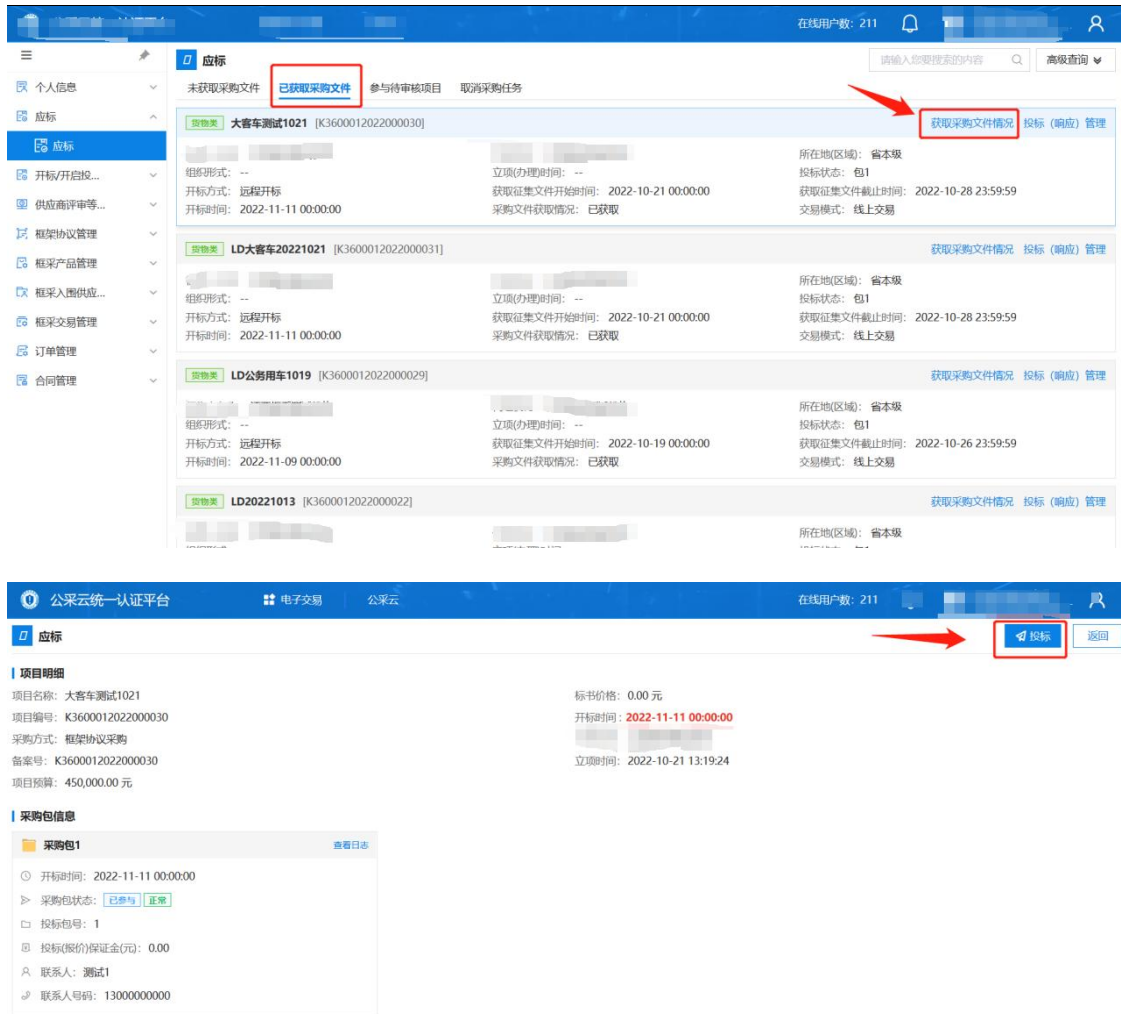 在线用户数: 211
应标
请输入您要搜索的内容 高级查询
个人信息
应标
应标
开标/开启投...
供应商评审等...
框架协议管理
框采产品管理
框采入围供应...
框采交易管理
订单管理
合同管理
未获取采购文件 已获取采购文件 参与待审核项目 取消采购任务
货物类 大客车测试1021 [K3600012022000030] 获取采购文件情况 投标 (响应) 管理
所在地(区域): 省本级
组织形式: -- 立项(办理)时间: -- 投标状态: 包1
开标方式: 远程开标 获取征集文件开始时间: 2022-10-21 00:00:00 获取征集文件截止时间: 2022-10-28 23:59:59
开标时间: 2022-11-11 00:00:00 采购文件获取情况: 已获取 交易模式: 线上交易
货物类 LD大客车20221021 [K3600012022000031] 获取采购文件情况 投标 (响应) 管理
所在地(区域): 省本级
组织形式: -- 立项(办理)时间: -- 投标状态: 包1
开标方式: 远程开标 获取征集文件开始时间: 2022-10-21 00:00:00 获取征集文件截止时间: 2022-10-28 23:59:59
开标时间: 2022-11-11 00:00:00 采购文件获取情况: 已获取 交易模式: 线上交易
货物类 LD公务用车1019 [K3600012022000029] 获取采购文件情况 投标 (响应) 管理
所在地(区域): 省本级
组织形式: -- 立项(办理)时间: -- 投标状态: 包1
开标方式: 远程开标 获取征集文件开始时间: 2022-10-19 00:00:00 获取征集文件截止时间: 2022-10-26 23:59:59
开标时间: 2022-11-09 00:00:00 采购文件获取情况: 已获取 交易模式: 线上交易
货物类 LD20221013 [K3600012022000022] 获取采购文件情况 投标 (响应) 管理
所在地(区域): 省本级
公采云统一认证平台 电子交易 公采云 在线用户数: 211
应标 投标 返回
项目明细
项目名称: 大客车测试1021 标书价格: 0.00 元
项目编号: K3600012022000030 开标时间: 2022-11-11 00:00:00
采购方式: 框架协议采购
备案号: K3600012022000030 立项时间: 2022-10-21 13:19:24
项目预算: 450,000.00 元
采购包信息
采购包1 查看日志
开标时间: 2022-11-11 00:00:00
采购包状态: 已参与 正常
投标包号: 1
投标(报价)保证金(元): 0.00
联系人: 测试1
联系人号码: 13000000000